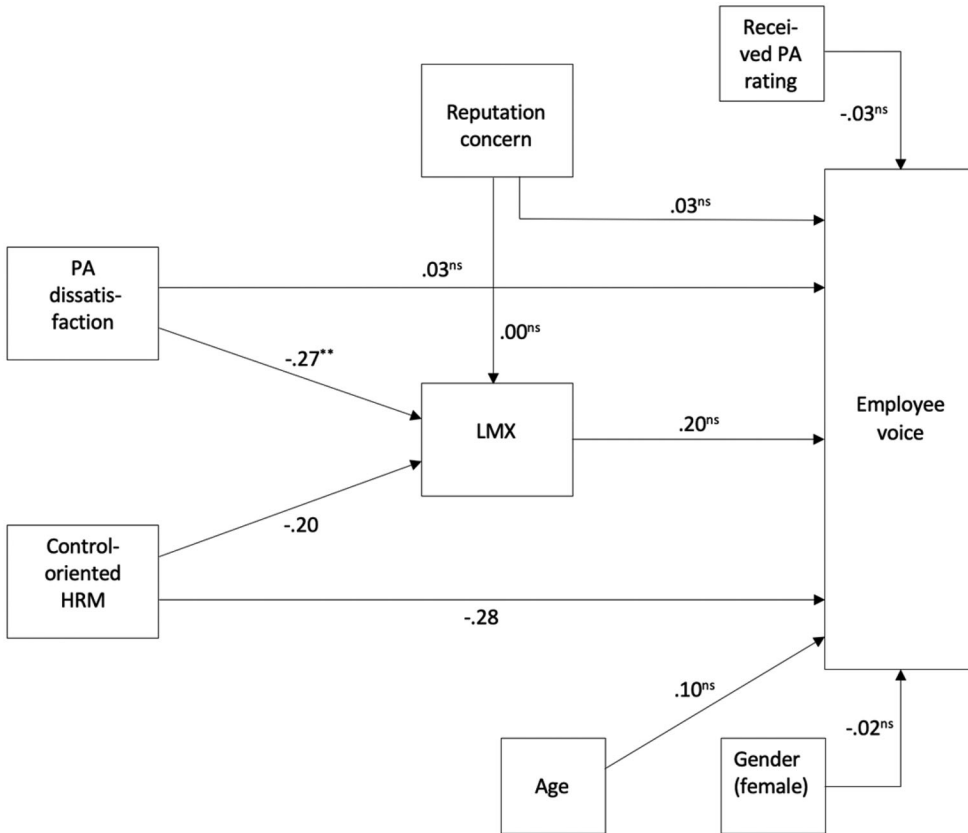 Recei-
ved PA
rating
-.03ns
Reputation
concern
.03ns
PA
dissatis-
faction
.03ns
.00ns
-.27**
LMX
.20ns
Employee
voice
Control-
oriented
HRM
-.20
-.28
.10ns
Age
Gender
(female)
-.02ns